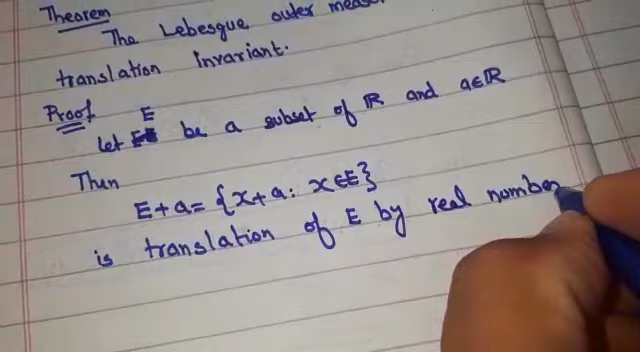 Theorem
The Lebesgue outer
translation invariant.
Proof E
Let be a subset of ℝ and a∈ℝ
Then
E+a={x+a: x∈E}
is translation of E by real number